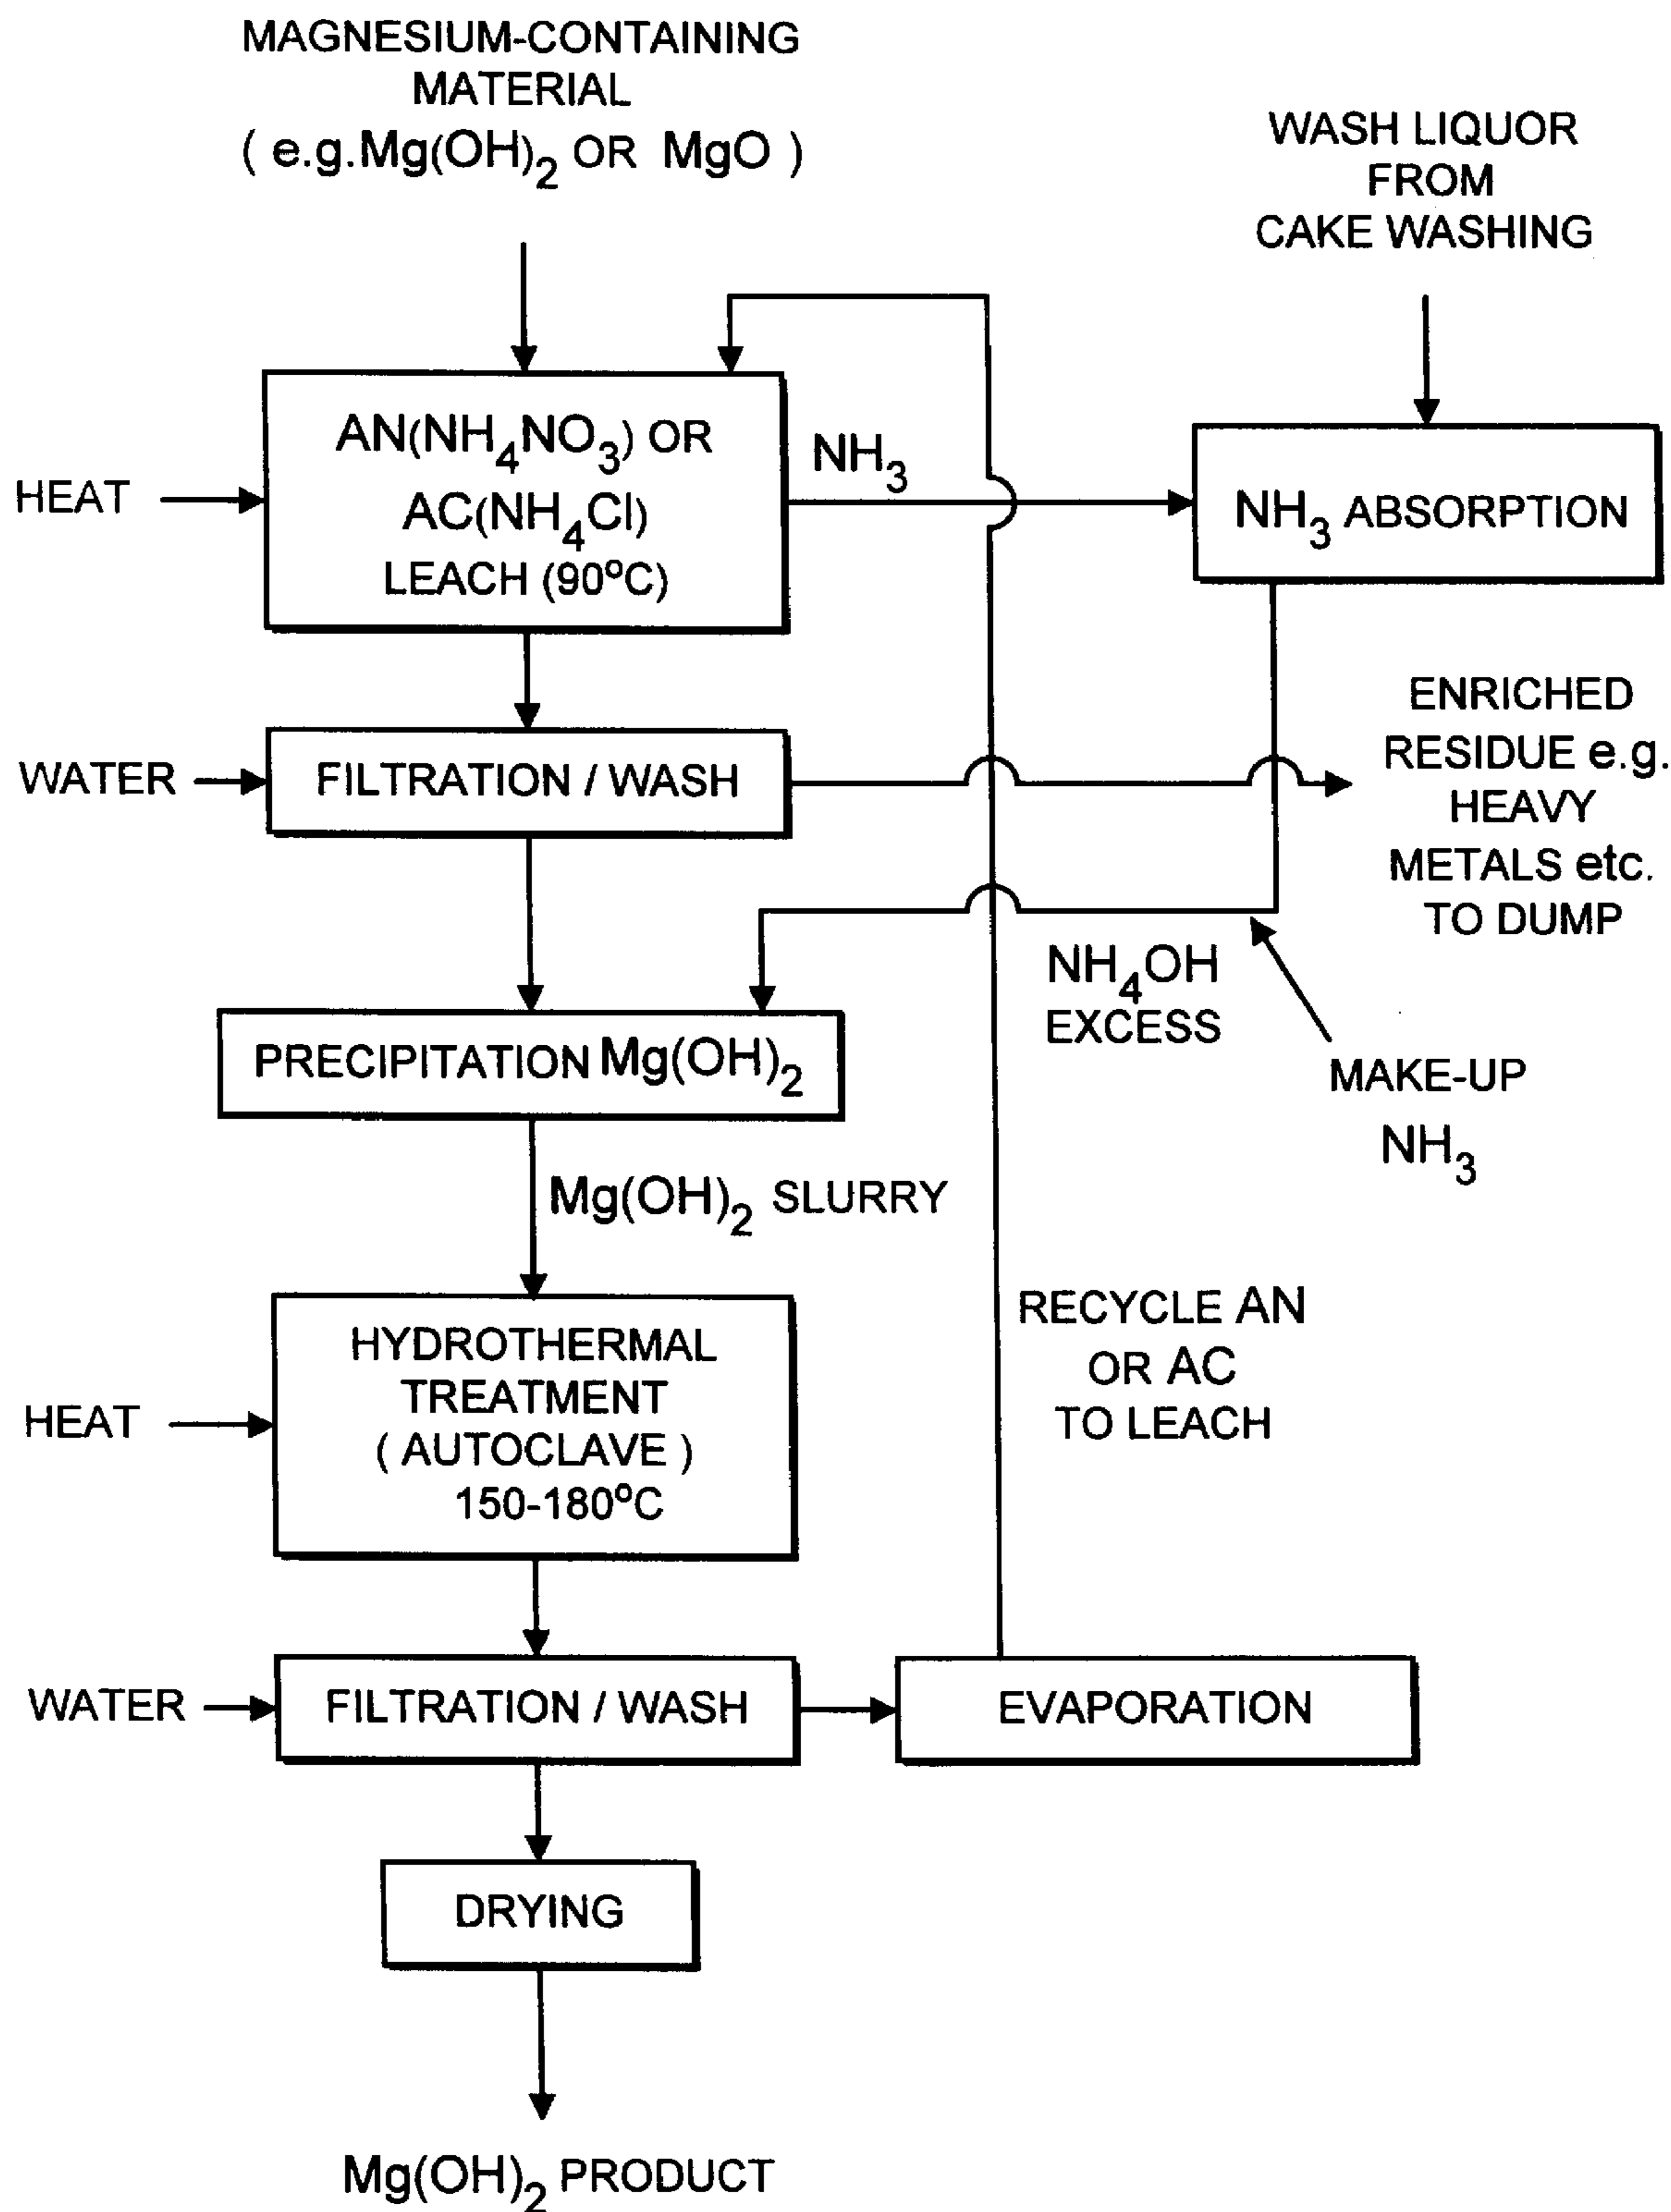 MAGNESIUM-CONTAINING
MATERIAL
( e.g.Mg(OH)₂ OR MgO )
WASH LIQUOR
FROM
CAKE WASHING
AN(NH₄NO₃) OR
AC(NH₄Cl)
LEACH (90ºC)
HEAT
NH₃
NH₃ ABSORPTION
WATER
FILTRATION / WASH
ENRICHED
RESIDUE e.g.
HEAVY
METALS etc.
TO DUMP
NH₄OH
EXCESS
MAKE-UP
NH₃
PRECIPITATION Mg(OH)₂
Mg(OH)₂ SLURRY
HYDROTHERMAL
TREATMENT
( AUTOCLAVE )
150-180ºC
HEAT
RECYCLE AN
OR AC
TO LEACH
WATER
FILTRATION / WASH
EVAPORATION
DRYING
Mg(OH)₂ PRODUCT